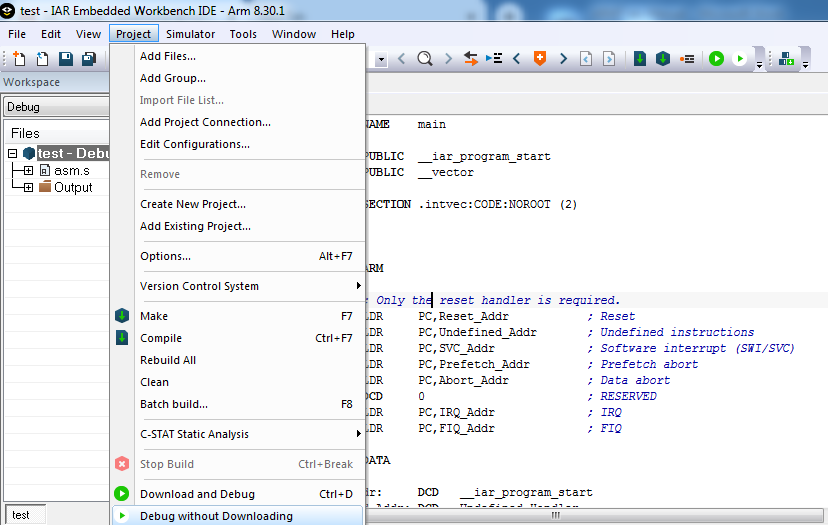 test - IAR Embedded Workbench IDE - Arm 8.30.1
File Edit View Project Simulator Tools Window Help
Workspace
Debug
Files
test - Debu
asm.s
Output
test
Add Files...
Add Group...
Import File List...
Add Project Connection...
Edit Configurations...
Remove
Create New Project...
Add Existing Project...
Options... Alt+F7
Version Control System
Make F7
Compile Ctrl+F7
Rebuild All
Clean
Batch build... F8
C-STAT Static Analysis
Stop Build Ctrl+Break
Download and Debug Ctrl+D
Debug without Downloading
NAME main
PUBLIC __iar_program_start
PUBLIC __vector
SECTION .intvec:CODE:NOROOT (2)
ARM
; Only the reset handler is required.
LDR PC,Reset_Addr ; Reset
LDR PC,Undefined_Addr ; Undefined instructions
LDR PC,SVC_Addr ; Software interrupt (SWI/SVC)
LDR PC,Prefetch_Addr ; Prefetch abort
LDR PC,Abort_Addr ; Data abort
DCD 0 ; RESERVED
LDR PC,IRQ_Addr ; IRQ
LDR PC,FIQ_Addr ; FIQ
DATA
dr: DCD __iar_program_start